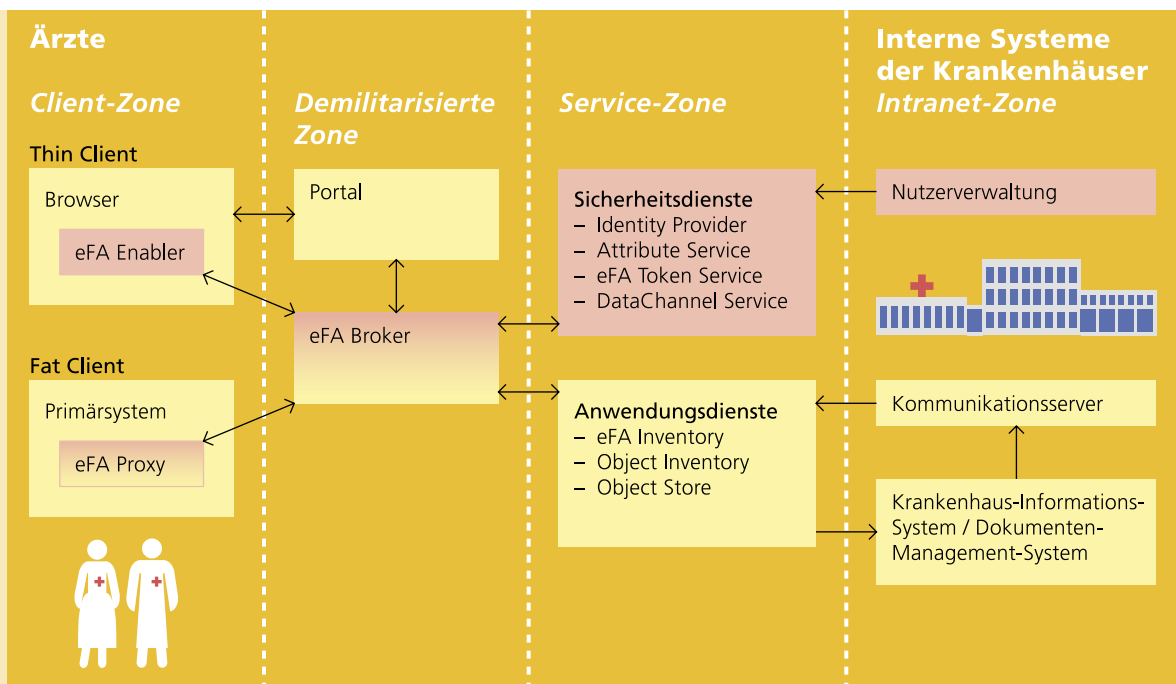 Ärzte
Client-Zone
Thin Client
Browser
eFA Enabler
Fat Client
Primärsystem
eFA Proxy
Demilitarisierte
Zone
Portal
eFA Broker
Service-Zone
Sicherheitsdienste
– Identity Provider
– Attribute Service
– eFA Token Service
– DataChannel Service
Anwendungsdienste
– eFA Inventory
– Object Inventory
– Object Store
Interne Systeme
der Krankenhäuser
Intranet-Zone
Nutzerverwaltung
Kommunikationsserver
Krankenhaus-Informations-
System / Dokumenten-
Management-System